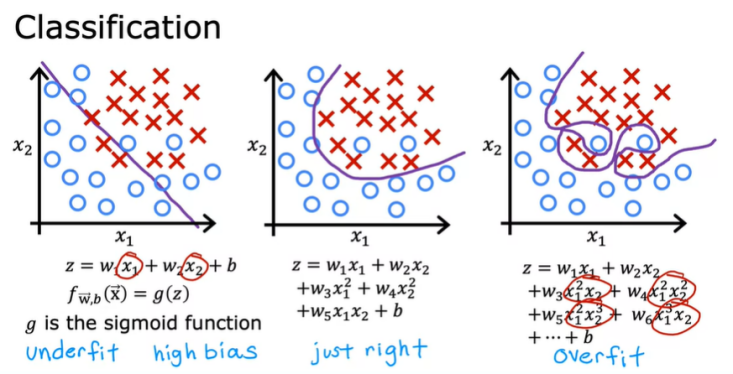 Classification
x₂
x₁
z = w₁x₁ + w₂x₂ + b
f_w⃗,b(x⃗) = g(z)
g is the sigmoid function
underfit high bias
x₂
x₁
z = w₁x₁ + w₂x₂
+w₃x₁² + w₄x₂²
+w₅x₁x₂ + b
just right
x₂
x₁
z = w₁x₁ + w₂x₂
+w₃x₁²x₂ + w₄x₁²x₂²
+w₅x₁²x₂³ + w₆x₁³x₂
+ ⋯ + b
overfit